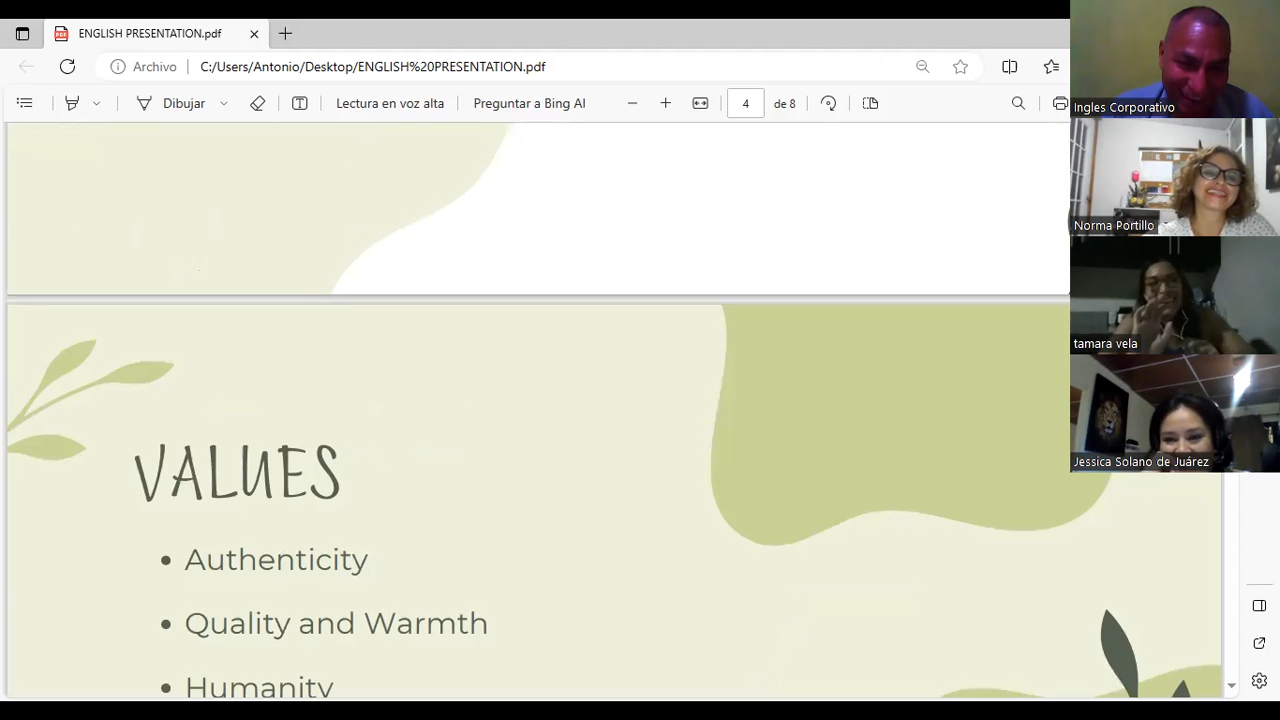 ENGLISH PRESENTATION.pdf
Archivo
C:/Users/Antonio/Desktop/ENGLISH%20PRESENTATION.pdf
Dibujar
Lectura en voz alta
Preguntar a Bing AI
4
de 8
Ingles Corporativo
Norma Portillo
tamara vela
Jessica Solano de Juárez
VALUES
• Authenticity
• Quality and Warmth
• Humanity